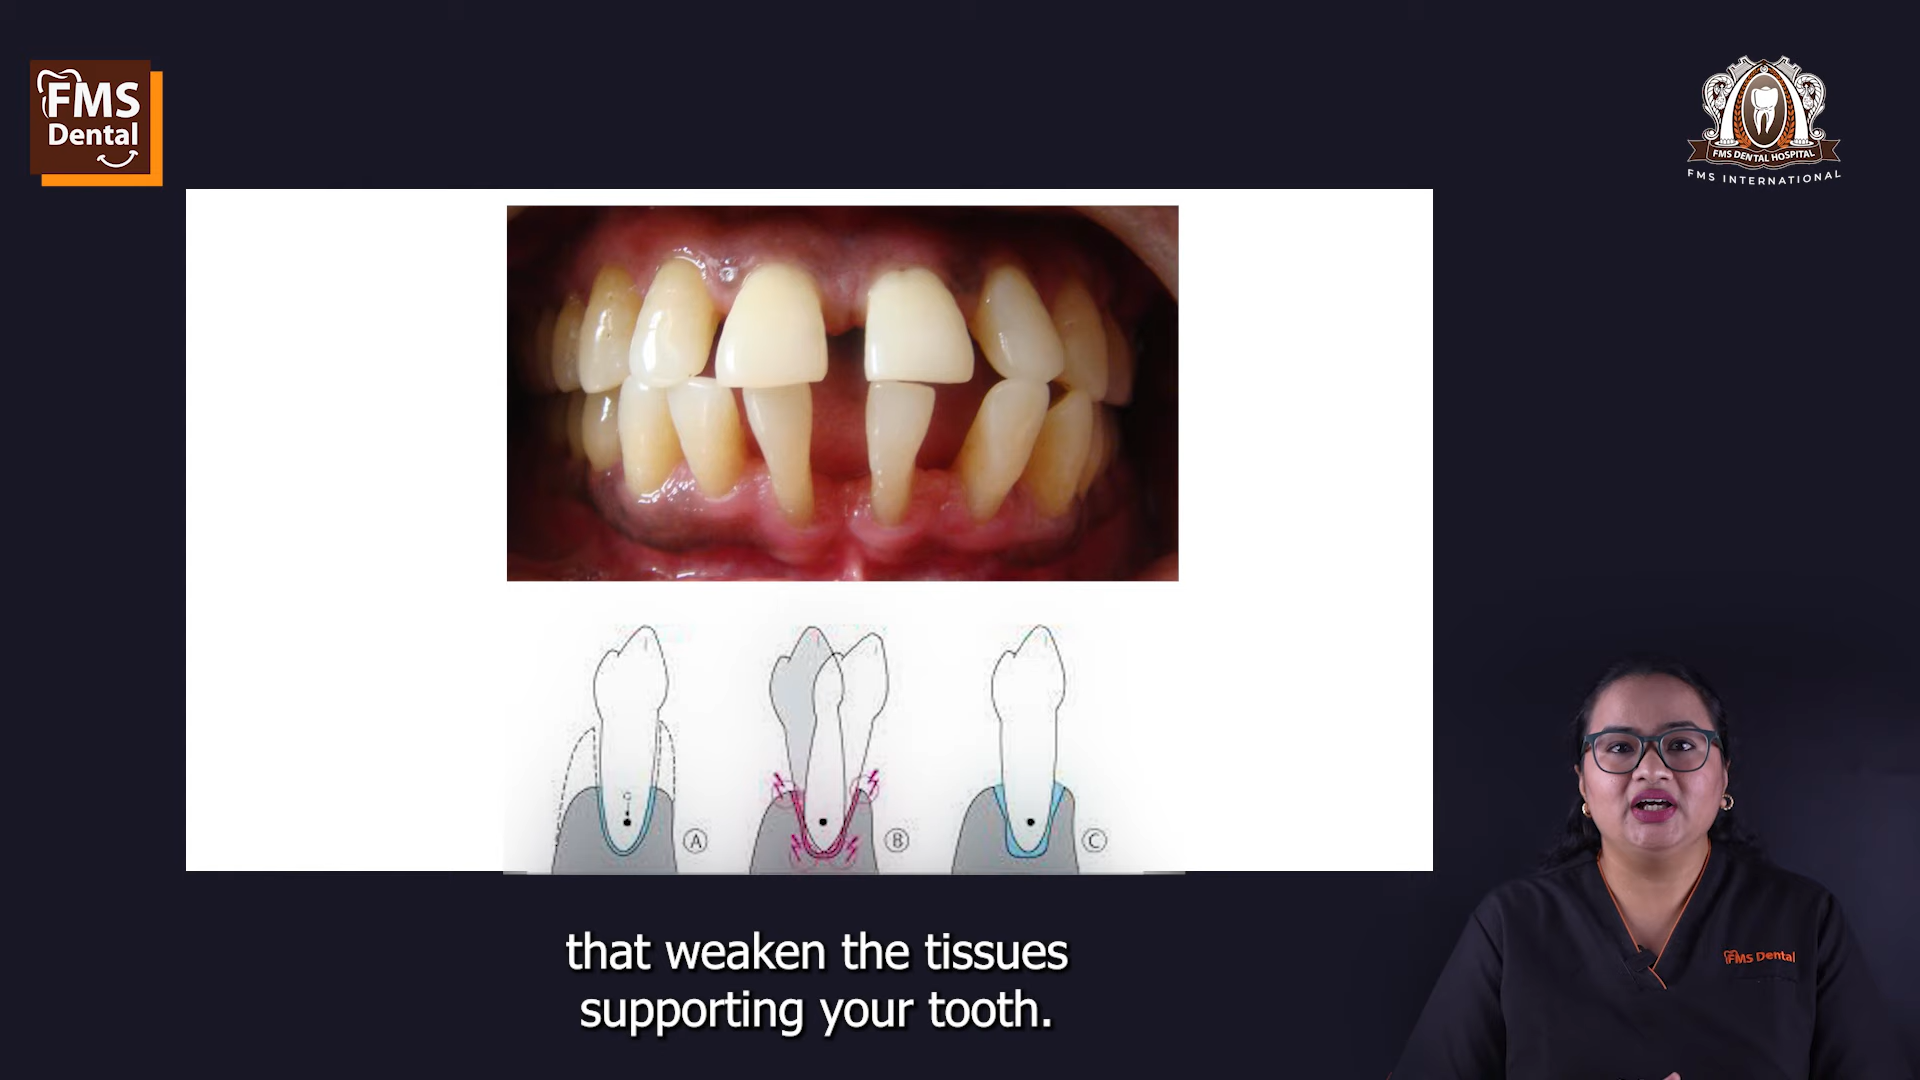 FMS
Dental
FMS DENTAL HOSPITAL
FMS INTERNATIONAL
A
B
C
FMS Dental
that weaken the tissues
supporting your tooth.